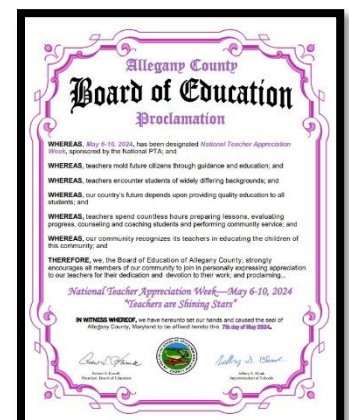 Allegany County
Board of Education
Proclamation
WHEREAS, May 6-10, 2024, has been designated National Teacher Appreciation
Week, sponsored by the National PTA; and
WHEREAS, teachers mold future citizens through guidance and education; and
WHEREAS, teachers encounter students of widely differing backgrounds; and
WHEREAS, our country's future depends upon providing quality education to all
students; and
WHEREAS, teachers spend countless hours preparing lessons, evaluating
progress, counseling and coaching students and performing community service; and
WHEREAS, our community recognizes its teachers in educating the children of
this community; and
THEREFORE, we, the Board of Education of Allegany County, strongly
encourages all members of our community to join in personally expressing appreciation
to our teachers for their dedication and devotion to their work; and proclaiming...
National Teacher Appreciation Week—May 6-10, 2024
"Teachers are Shining Stars"
IN WITNESS WHEREOF, we have hereunto set our hands and caused the seal of
Allegany County, Maryland to be affixed hereto this 7th day of May 2024.
President, Board of Education
Superintendent of Schools